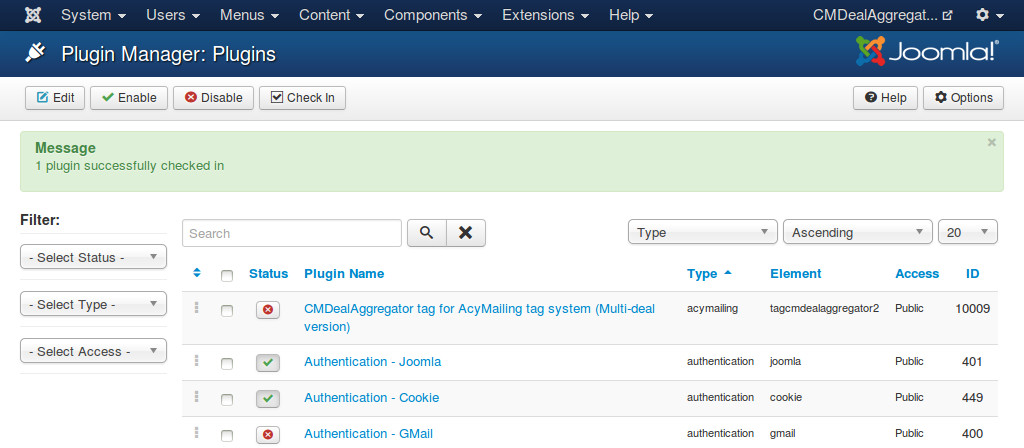 System Users Menus Content Components Extensions Help CMDealAggregat...
Plugin Manager: Plugins Joomla!
Edit Enable Disable Check In Help Options
Message
1 plugin successfully checked in
Filter:
Search Type Ascending 20
- Select Status -
Status Plugin Name Type Element Access ID
- Select Type -
CMDealAggregator tag for AcyMailing tag system (Multi-deal acymailing tagcmdealaggregator2 Public 10009
version)
- Select Access -
Authentication - Joomla authentication joomla Public 401
Authentication - Cookie authentication cookie Public 449
Authentication - GMail authentication gmail Public 400